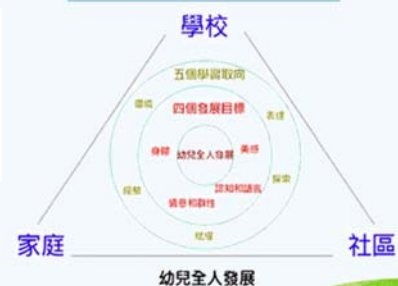 學校
五個學習取向
環境
四個發展目標
表達
身體
幼兒全人發展
美感
探索
認知和語言
情意和群性
家庭
社區
幼兒全人發展